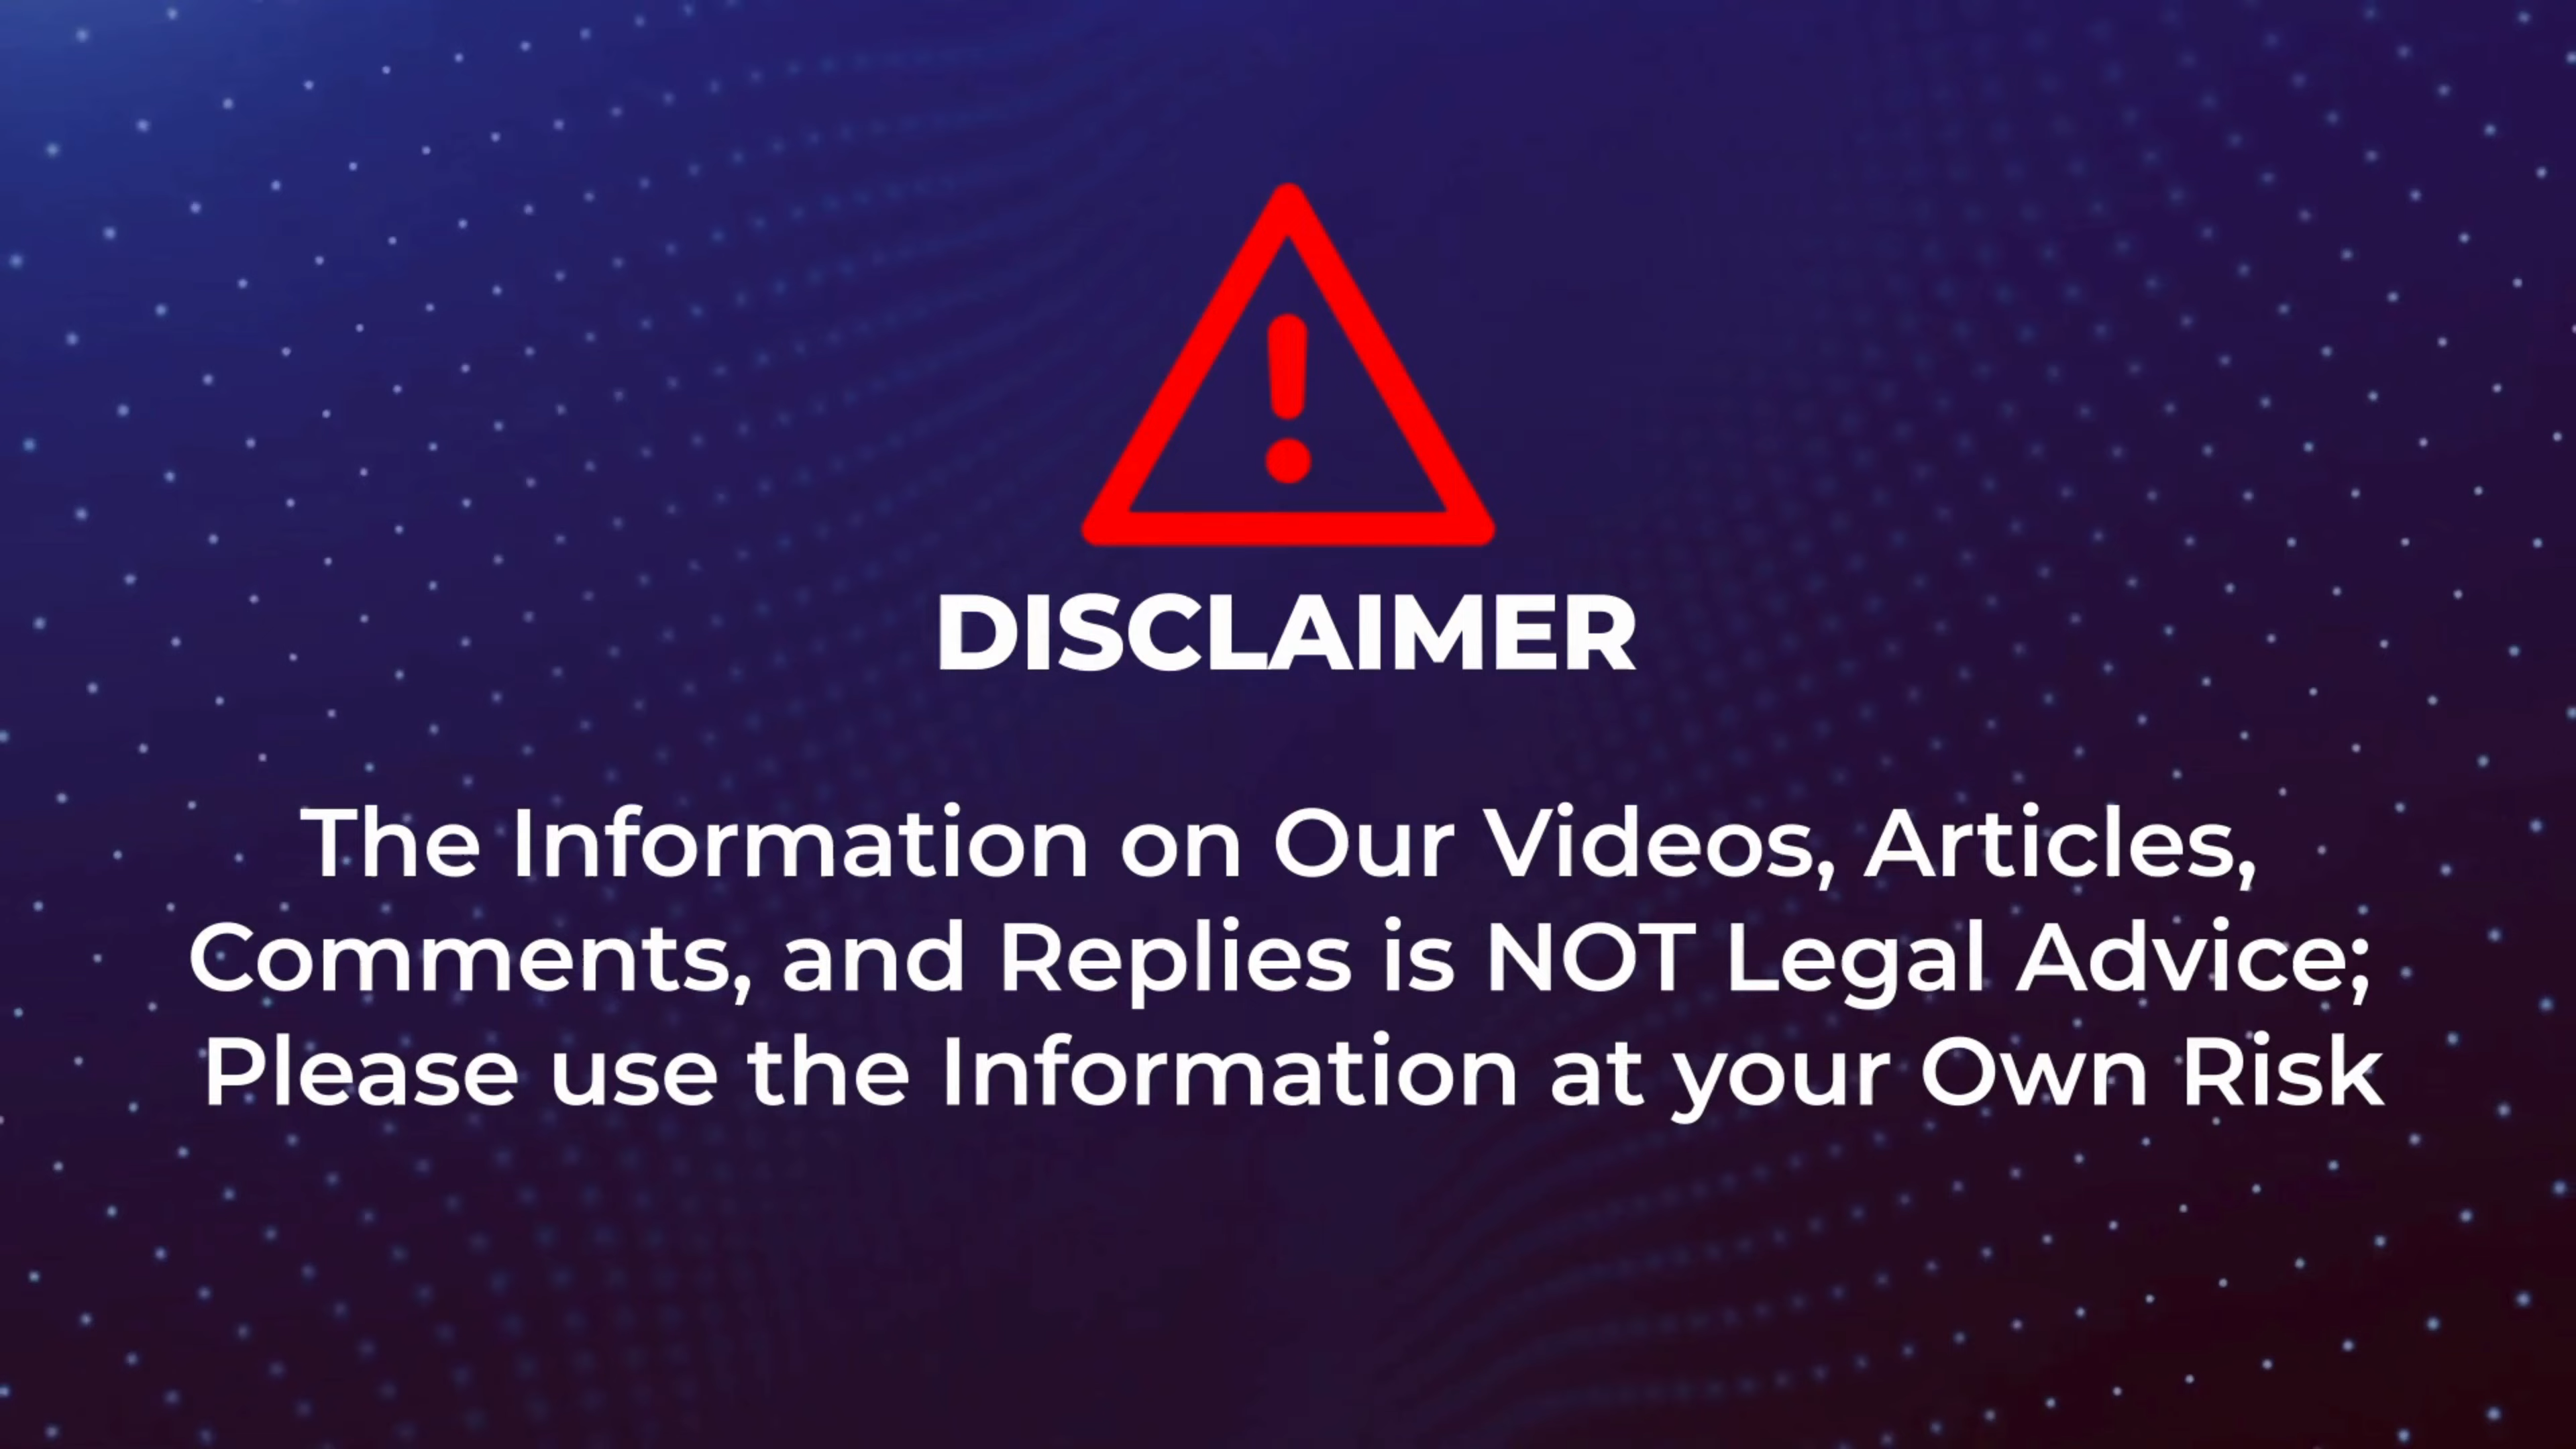 DISCLAIMER
The Information on Our Videos, Articles,
Comments, and Replies is NOT Legal Advice;
Please use the Information at your Own Risk